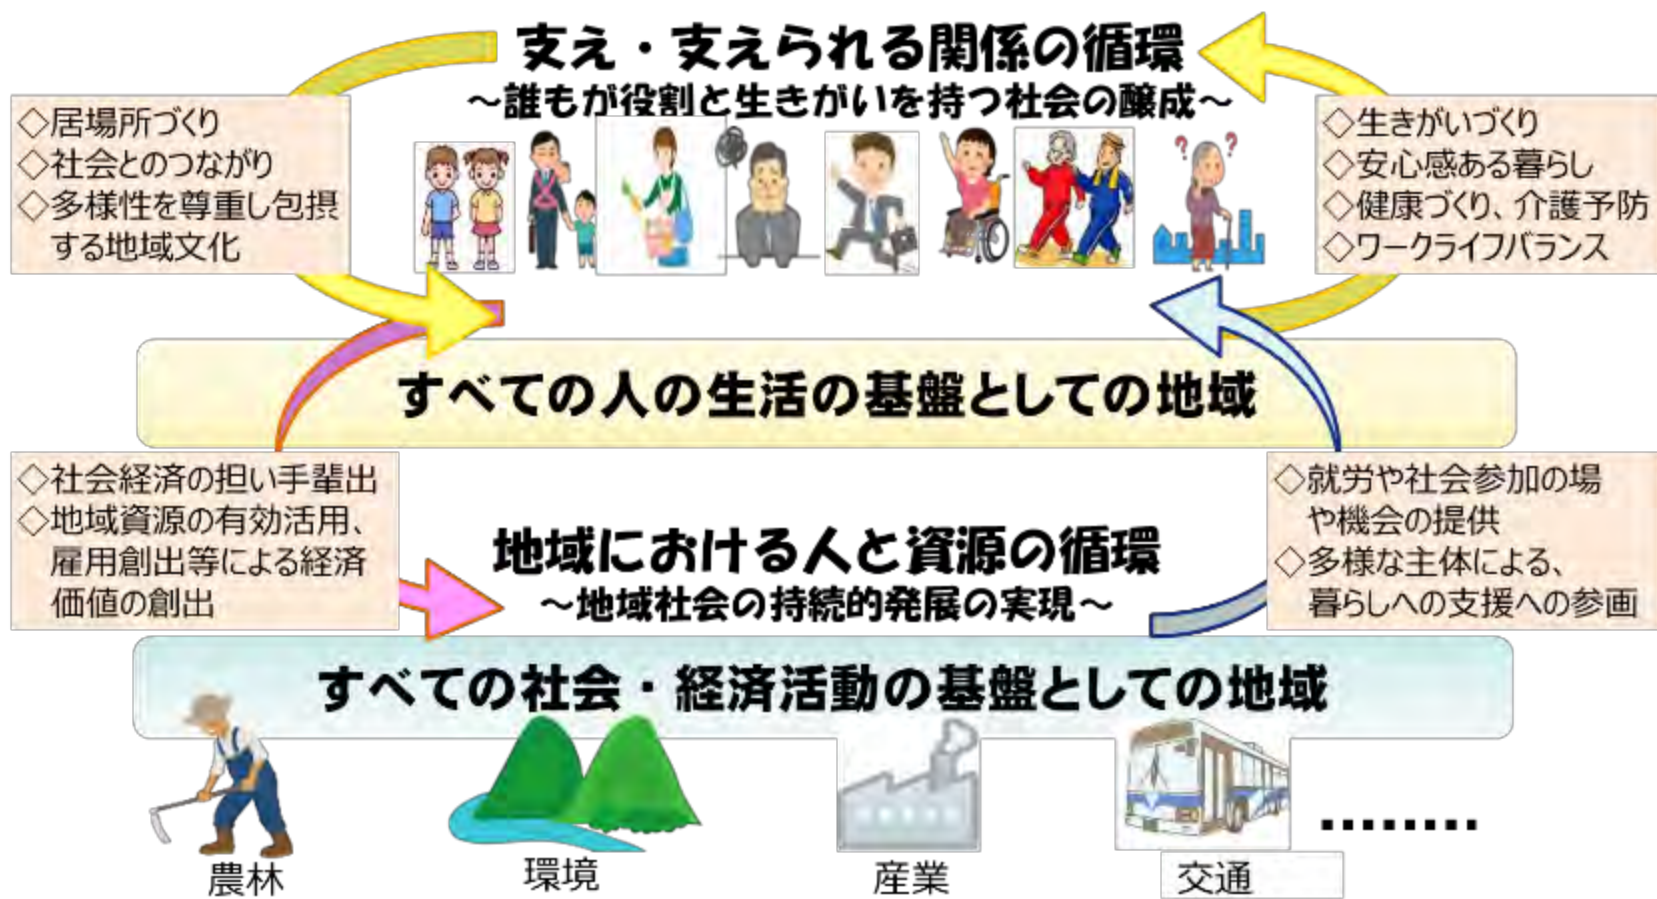 支え・支えられる関係の循環
～誰もが役割と生きがいを持つ社会の醸成～
◇居場所づくり
◇社会とのつながり
◇多様性を尊重し包摂
する地域文化
◇生きがいづくり
◇安心感ある暮らし
◇健康づくり、介護予防
◇ワークライフバランス
? ?
すべての人の生活の基盤としての地域
◇社会経済の担い手輩出
◇地域資源の有効活用、
雇用創出等による経済
価値の創出
地域における人と資源の循環
～地域社会の持続的発展の実現～
◇就労や社会参加の場
や機会の提供
◇多様な主体による、
暮らしへの支援への参画
すべての社会・経済活動の基盤としての地域
農林
環境
産業
交通
………